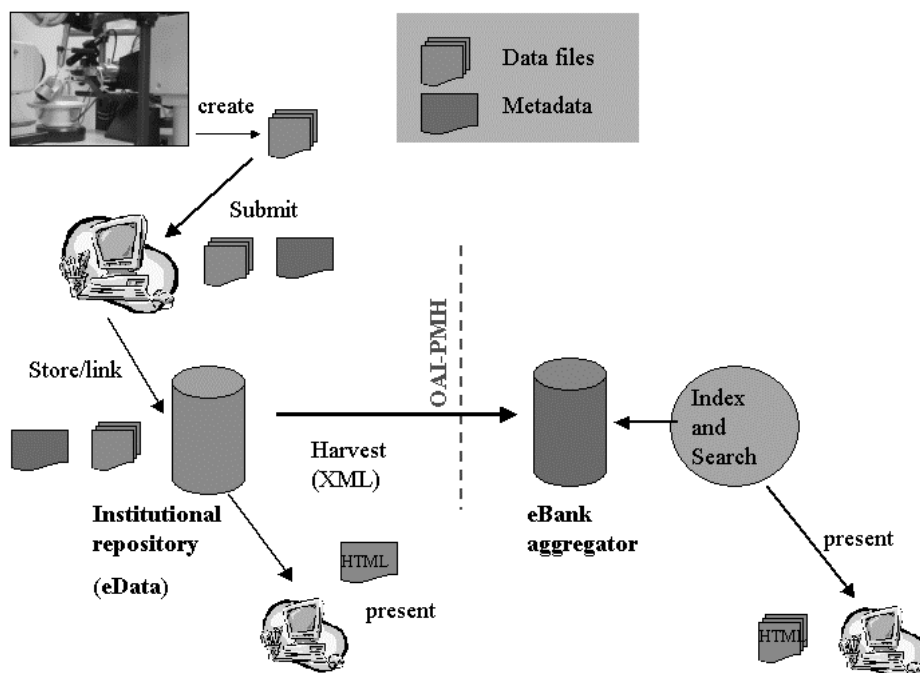 create
Data files
Metadata
Submit
OAI-PMH
Store/link
Harvest
(XML)
Index
and
Search
Institutional
repository
(eData)
eBank
aggregator
HTML
present
present
HTML